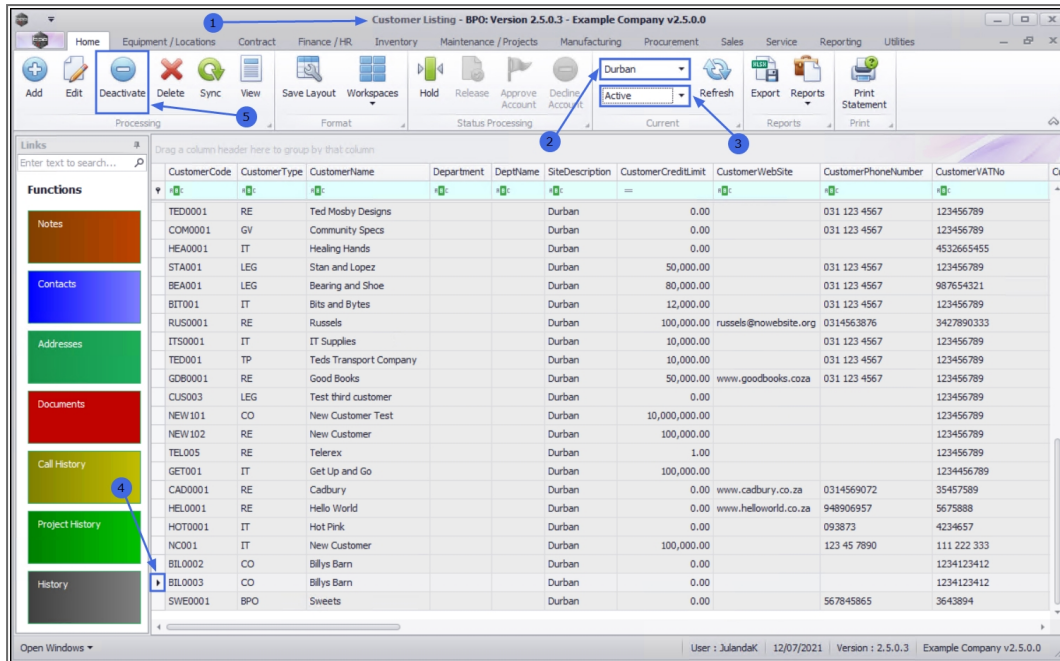 Customer Listing - BPO: Version 2.5.0.3 - Example Company v2.5.0.0
1
Home Equipment / Locations Contract Finance / HR Inventory Maintenance / Projects Manufacturing Procurement Sales Service Reporting Utilities
Add Edit Deactivate Delete Sync View Save Layout Workspaces Hold Release Approve Account Decline Account Durban Active Refresh Export Reports Print Statement
5 2 3
Processing Format Status Processing Current Reports Print
Links
Enter text to search...
Functions
Notes
Contacts
Addresses
Documents
Call History
4
Project History
History
Drag a column header here to group by that column
CustomerCode CustomerType CustomerName Department DeptName SiteDescription CustomerCreditLimit CustomerWebSite CustomerPhoneNumber CustomerVATNo
TED0001 RE Ted Mosby Designs Durban 0.00 031 123 4567 123456789
COM0001 GV Community Specs Durban 0.00 031 123 4567 123456789
HEA0001 IT Healing Hands Durban 0.00 4532665455
STA001 LEG Stan and Lopez Durban 50,000.00 031 123 4567 123456789
BEA001 LEG Bearing and Shoe Durban 80,000.00 031 123 4567 987654321
BIT001 IT Bits and Bytes Durban 12,000.00 031 123 4567 123456789
RUS0001 RE Russels Durban 100,000.00 russels@nowebsite.org 0314563876 3427890333
ITS0001 IT IT Supplies Durban 10,000.00 031 123 4567 123456789
TED001 TP Teds Transport Company Durban 10,000.00 031 123 4567 123456789
GDB0001 RE Good Books Durban 50,000.00 www.goodbooks.coza 031 123 4567 123456789
CUS003 LEG Test third customer Durban 0.00 123456789
NEW101 CO New Customer Test Durban 10,000,000.00 123456789
NEW102 RE New Customer Durban 100,000.00 123456789
TEL005 RE Telerex Durban 1.00 123456789
GET001 IT Get Up and Go Durban 100,000.00 1234456789
CAD0001 RE Cadbury Durban 0.00 www.cadbury.co.za 0314569072 35457589
HEL0001 RE Hello World Durban 0.00 www.helloworld.co.za 948906957 5675888
HOT0001 IT Hot Pink Durban 0.00 093873 4234657
NC001 IT New Customer Durban 100,000.00 123 45 7890 111 222 333
BIL0002 CO Billys Barn Durban 0.00 1234123412
BIL0003 CO Billys Barn Durban 0.00 1234123412
SWE0001 BPO Sweets Durban 0.00 567845865 3643894
Open Windows User : JulandaK 12/07/2021 Version : 2.5.0.3 Example Company v2.5.0.0